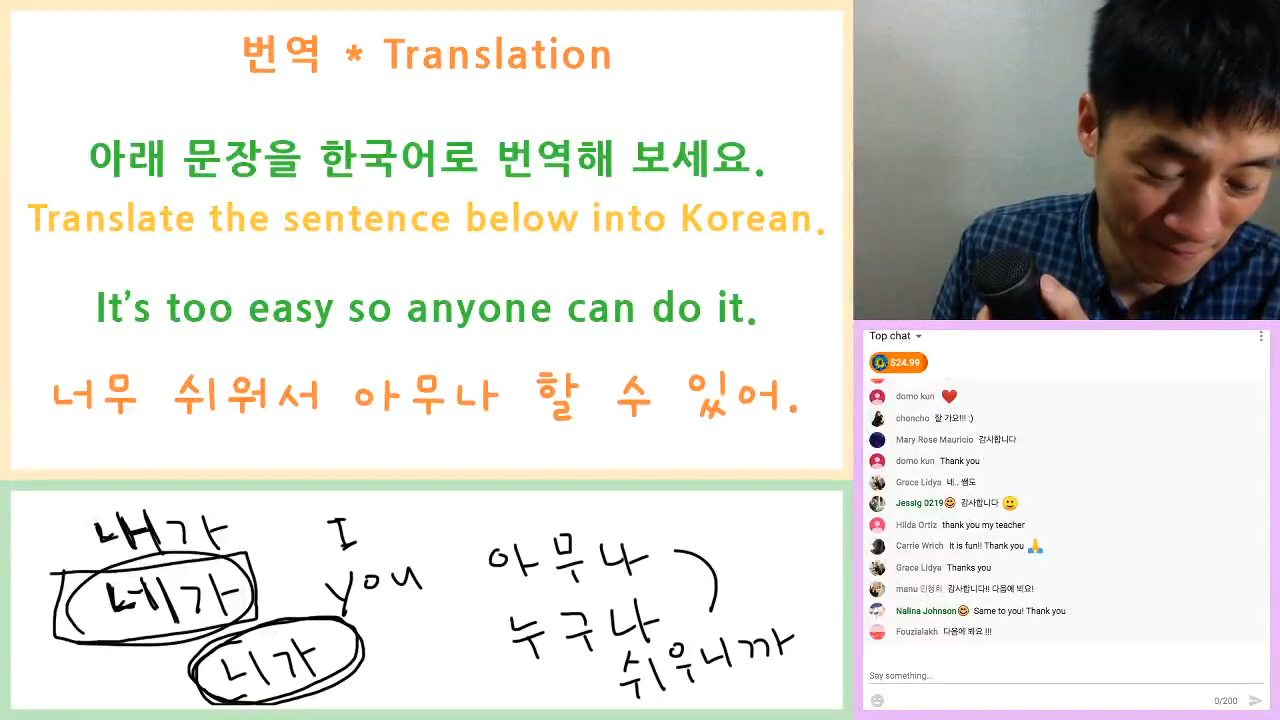 번역 * Translation
아래 문장을 한국어로 번역해 보세요.
Translate the sentence below into Korean.
It's too easy so anyone can do it.
너무 쉬워서 아무나 할 수 있어.
내가 I
네가 you
니가
아무나
누구나
쉬우니까
Top chat
$24.99
domo kun
choncho 잘 가요!!! :)
Mary Rose Mauricio 감사합니다
domo kun Thank you
Grace Lidya 네.. 쌤도
Jessig 0219 감사합니다
Hilda Ortiz thank you my teacher
Carrie Wrich It is fun!! Thank you
Grace Lidya Thanks you
manu 민청희 감사합니다!! 다음에 뵈요!
Nalina Johnson Same to you! Thank you
Fouzialakh 다음에 봐요 !!!
Say something...
0/200